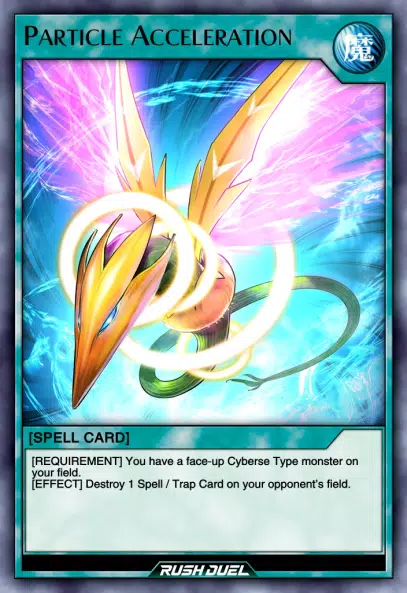 PARTICLE ACCELERATION
魔
[SPELL CARD]
[REQUIREMENT] You have a face-up Cyberse Type monster on
your field.
[EFFECT] Destroy 1 Spell / Trap Card on your opponent's field.
RUSH DUEL